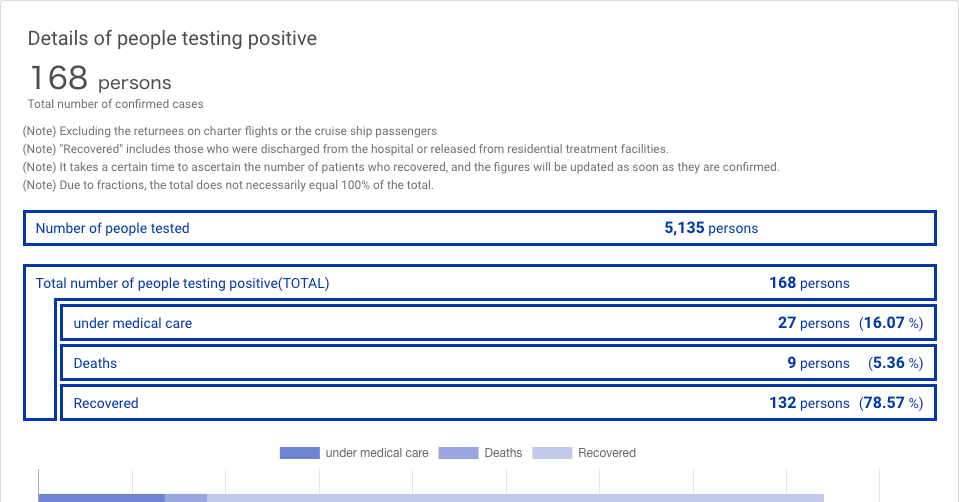 Details of people testing positive
168 persons
Total number of confirmed cases
(Note) Excluding the returnees on charter flights or the cruise ship passengers
(Note) "Recovered" includes those who were discharged from the hospital or released from residential treatment facilities.
(Note) It takes a certain time to ascertain the number of patients who recovered, and the figures will be updated as soon as they are confirmed.
(Note) Due to fractions, the total does not necessarily equal 100% of the total.
Number of people tested 5,135 persons
Total number of people testing positive(TOTAL) 168 persons
under medical care 27 persons (16.07 %)
Deaths 9 persons (5.36 %)
Recovered 132 persons (78.57 %)
under medical care Deaths Recovered